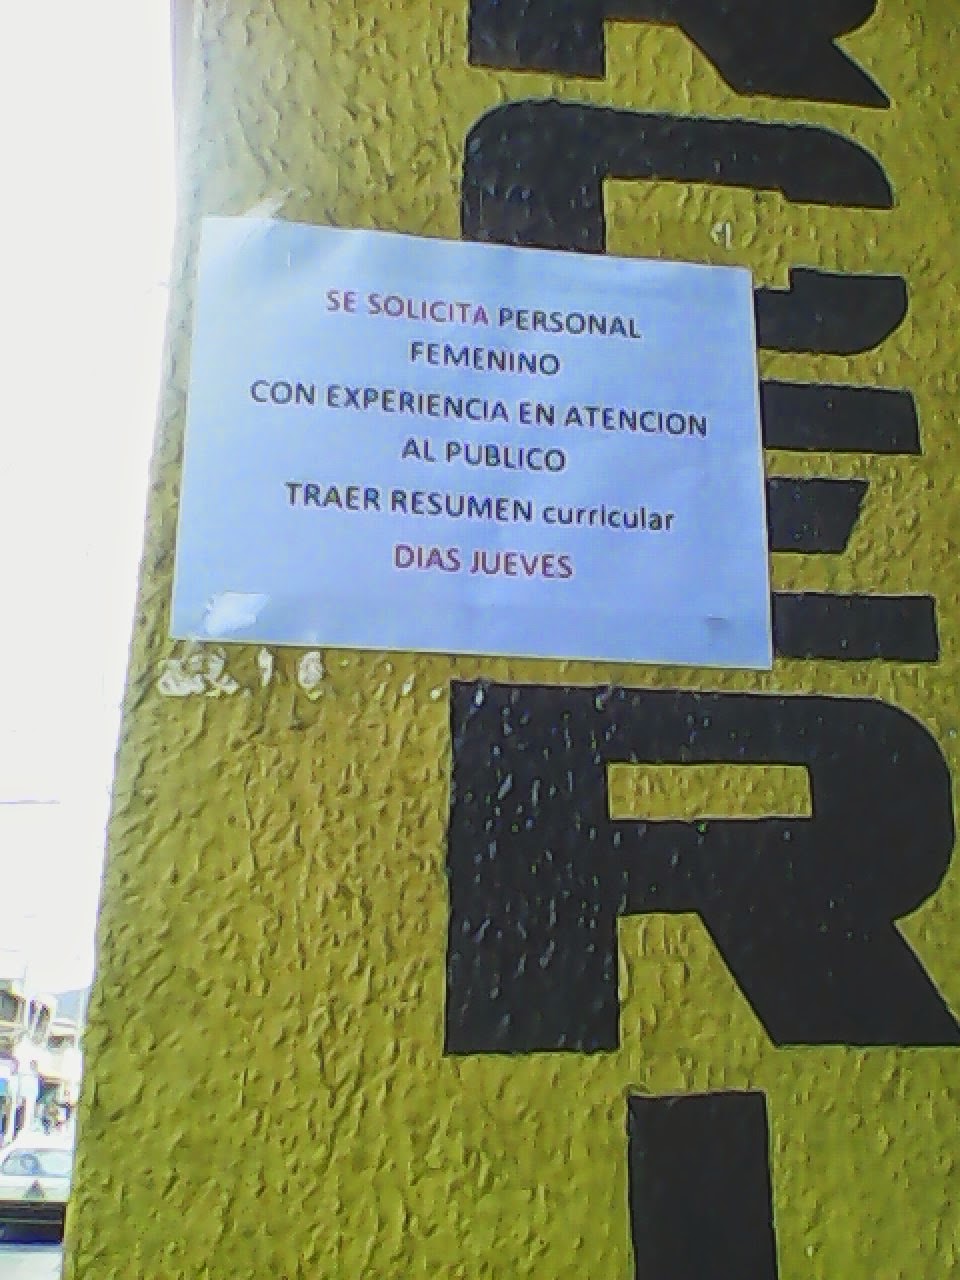 SE SOLICITA PERSONAL
FEMENINO
CON EXPERIENCIA EN ATENCION
AL PUBLICO
TRAER RESUMEN curricular
DIAS JUEVES